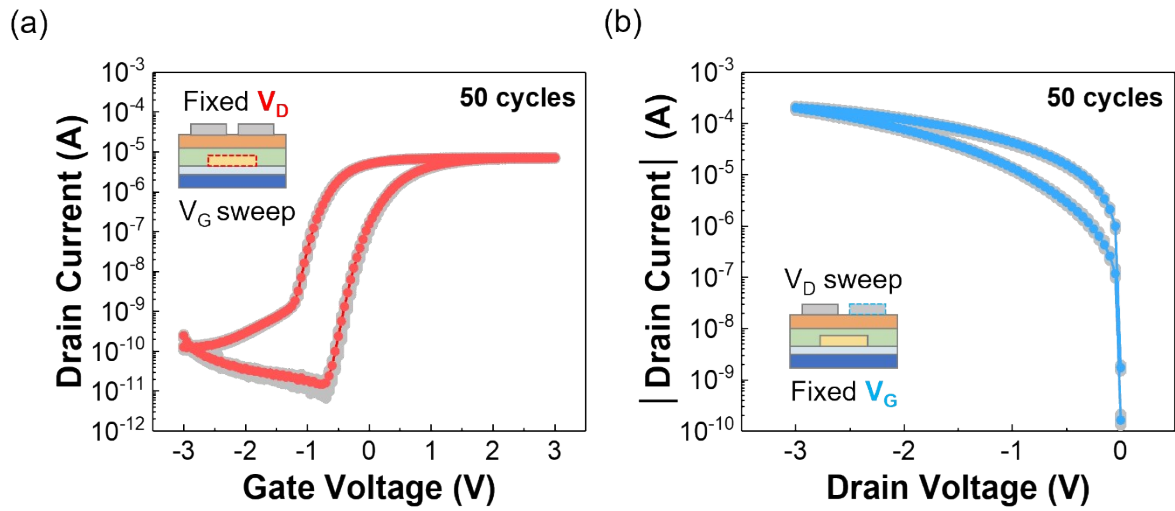 (a)
Drain Current (A)
10⁻³
10⁻⁴
10⁻⁵
10⁻⁶
10⁻⁷
10⁻⁸
10⁻⁹
10⁻¹⁰
10⁻¹¹
10⁻¹²
Fixed V_D
50 cycles
V_G sweep
-3 -2 -1 0 1 2 3
Gate Voltage (V)
(b)
|Drain Current| (A)
10⁻³
10⁻⁴
10⁻⁵
10⁻⁶
10⁻⁷
10⁻⁸
10⁻⁹
10⁻¹⁰
50 cycles
V_D sweep
Fixed V_G
-3 -2 -1 0
Drain Voltage (V)